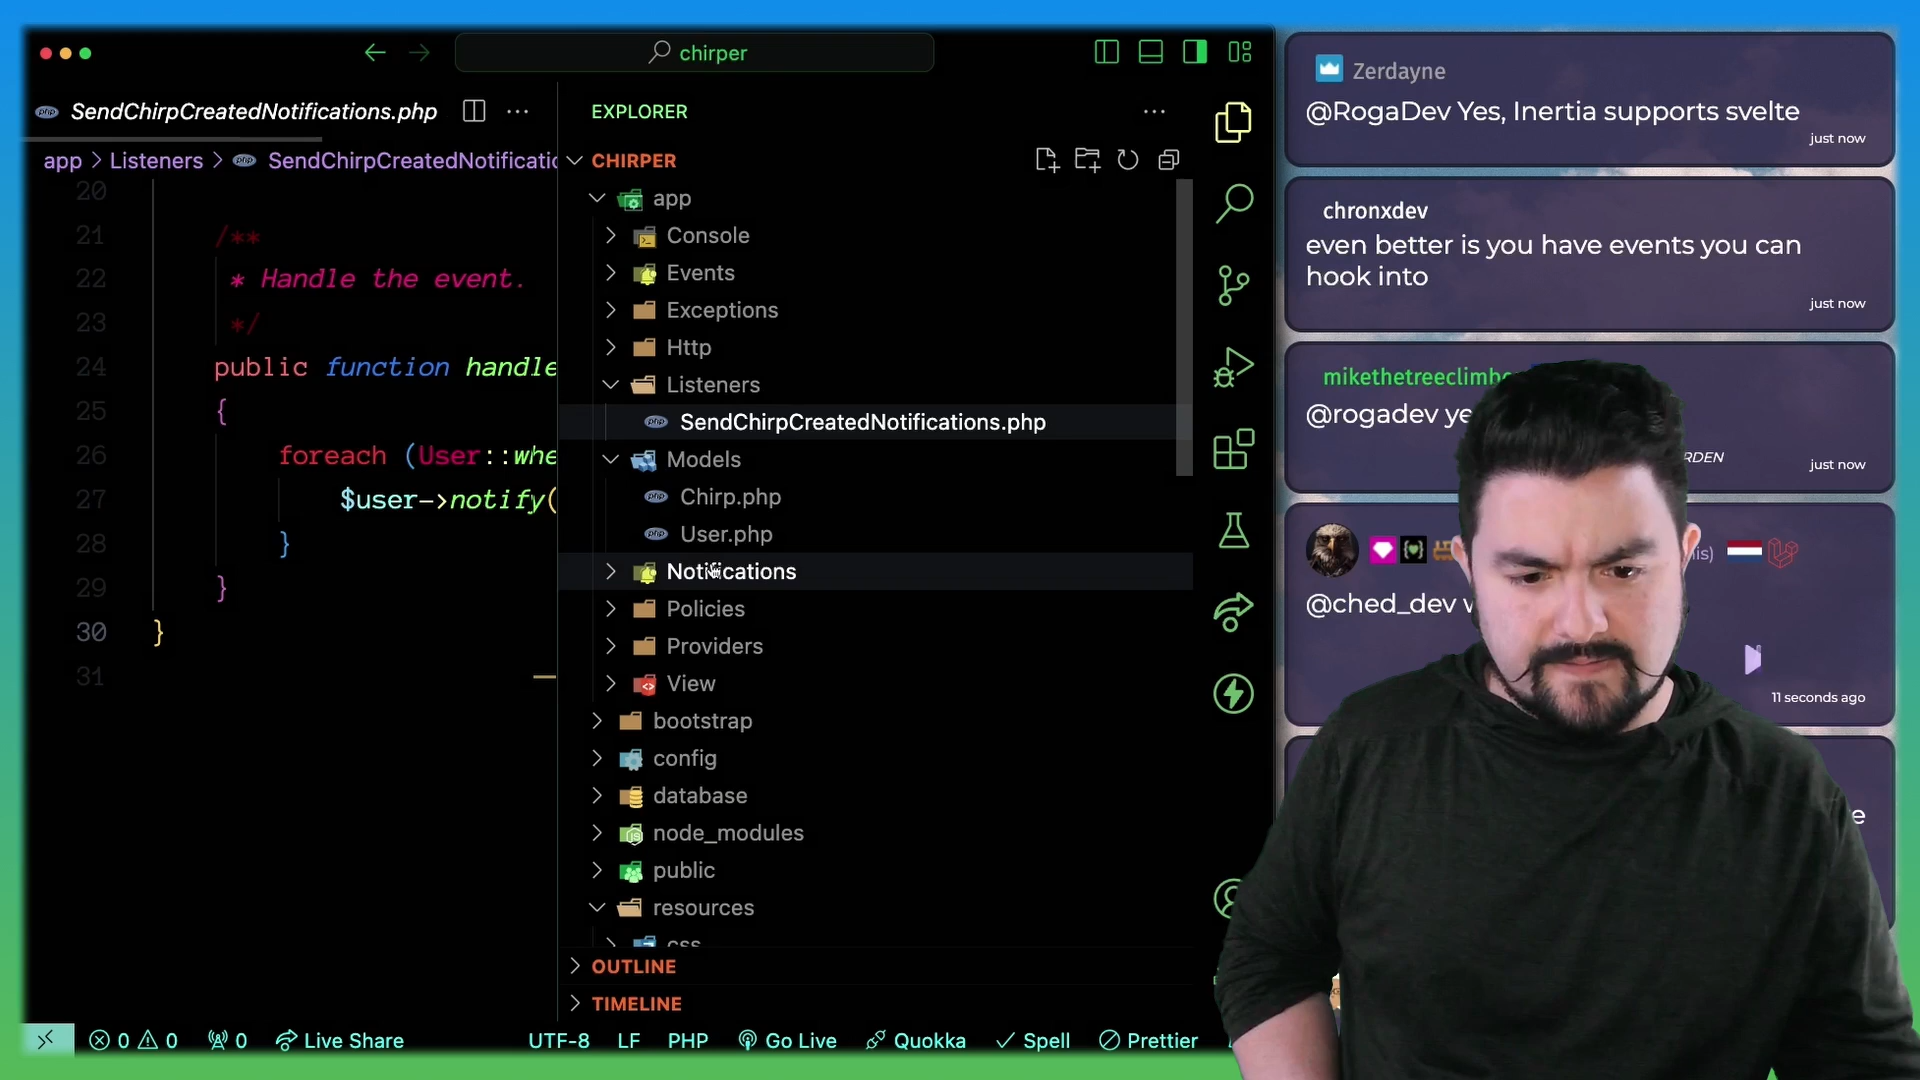 chirper
SendChirpCreatedNotifications.php
app > Listeners > SendChirpCreatedNotificatio
20
21 /**
22 * Handle the event.
23 */
24 public function handle
25 {
26 foreach (User::whe
27 $user->notify(
28 }
29 }
30 }
31
EXPLORER
CHIRPER
app
Console
Events
Exceptions
Http
Listeners
SendChirpCreatedNotifications.php
Models
Chirp.php
User.php
Notifications
Policies
Providers
View
bootstrap
config
database
node_modules
public
resources
css
OUTLINE
TIMELINE
0 0 0 Live Share UTF-8 LF PHP Go Live Quokka Spell Prettier
Zerdayne
@RogaDev Yes, Inertia supports svelte
just now
chronxdev
even better is you have events you can
hook into
just now
@rogadev
RDEN
just now
@ched_dev
11 seconds ago